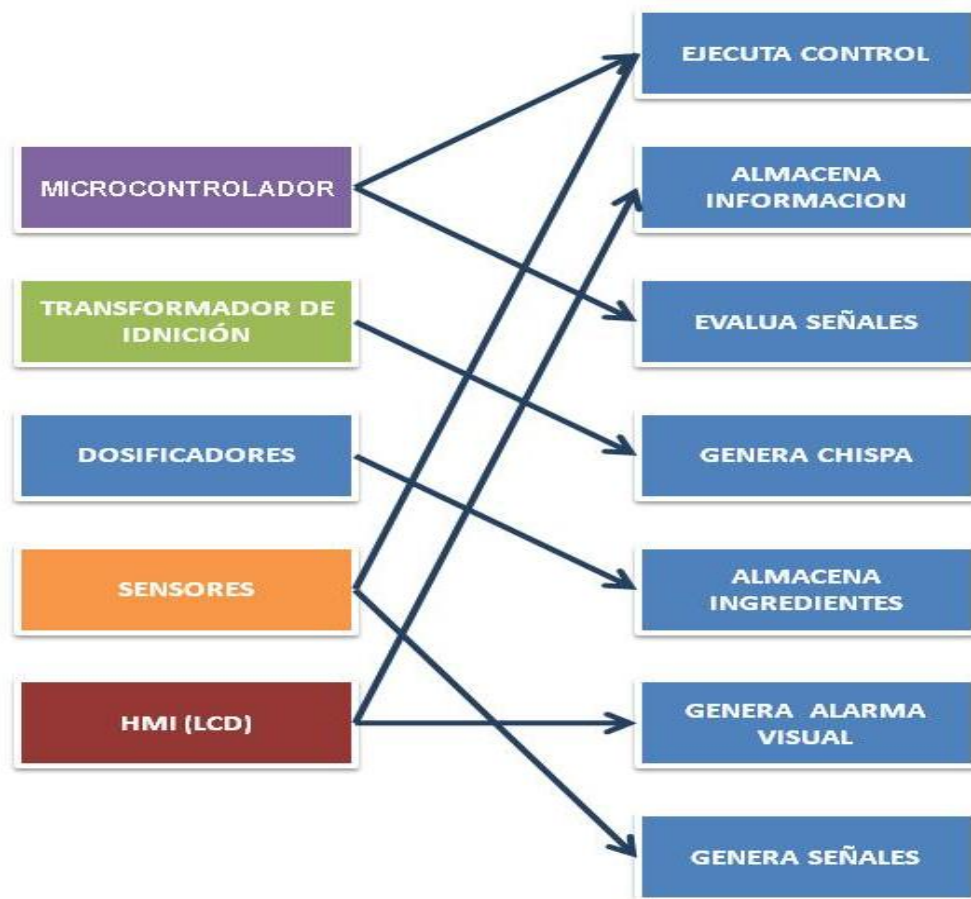 MICROCONTROLADOR
TRANSFORMADOR DE
IDNICIÓN
DOSIFICADORES
SENSORES
HMI (LCD)
EJECUTA CONTROL
ALMACENA
INFORMACION
EVALUA SEÑALES
GENERA CHISPA
ALMACENA
INGREDIENTES
GENERA ALARMA
VISUAL
GENERA SEÑALES